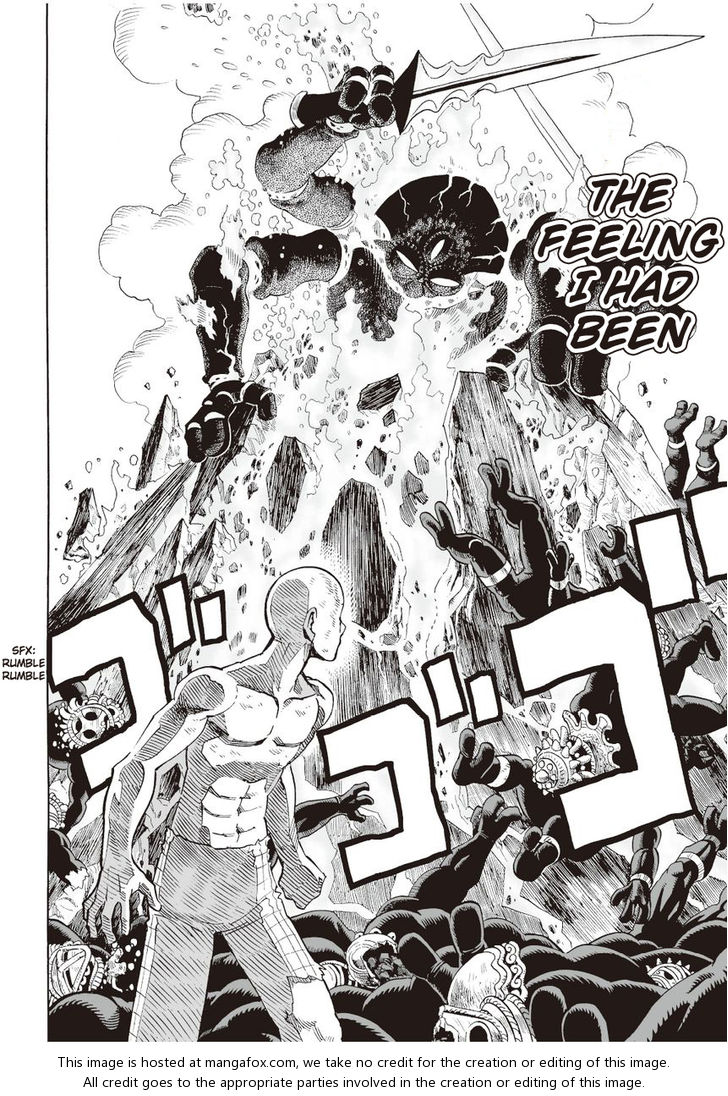 THE
FEELING
I HAD
BEEN
SFX:
RUMBLE
RUMBLE
ゴゴ
ゴゴ
This image is hosted at mangafox.com, we take no credit for the creation or editing of this image.
All credit goes to the appropriate parties involved in the creation or editing of this image.